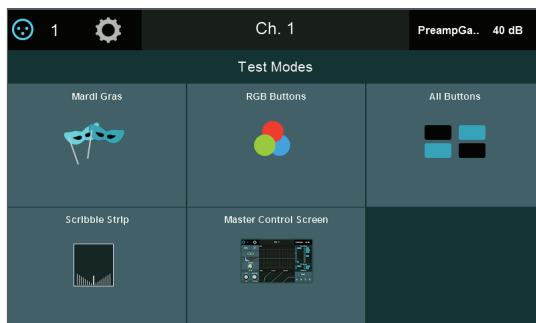 1 Ch. 1 PreampGa.. 40 dB
Test Modes
Mardi Gras RGB Buttons All Buttons
Scribble Strip Master Control Screen